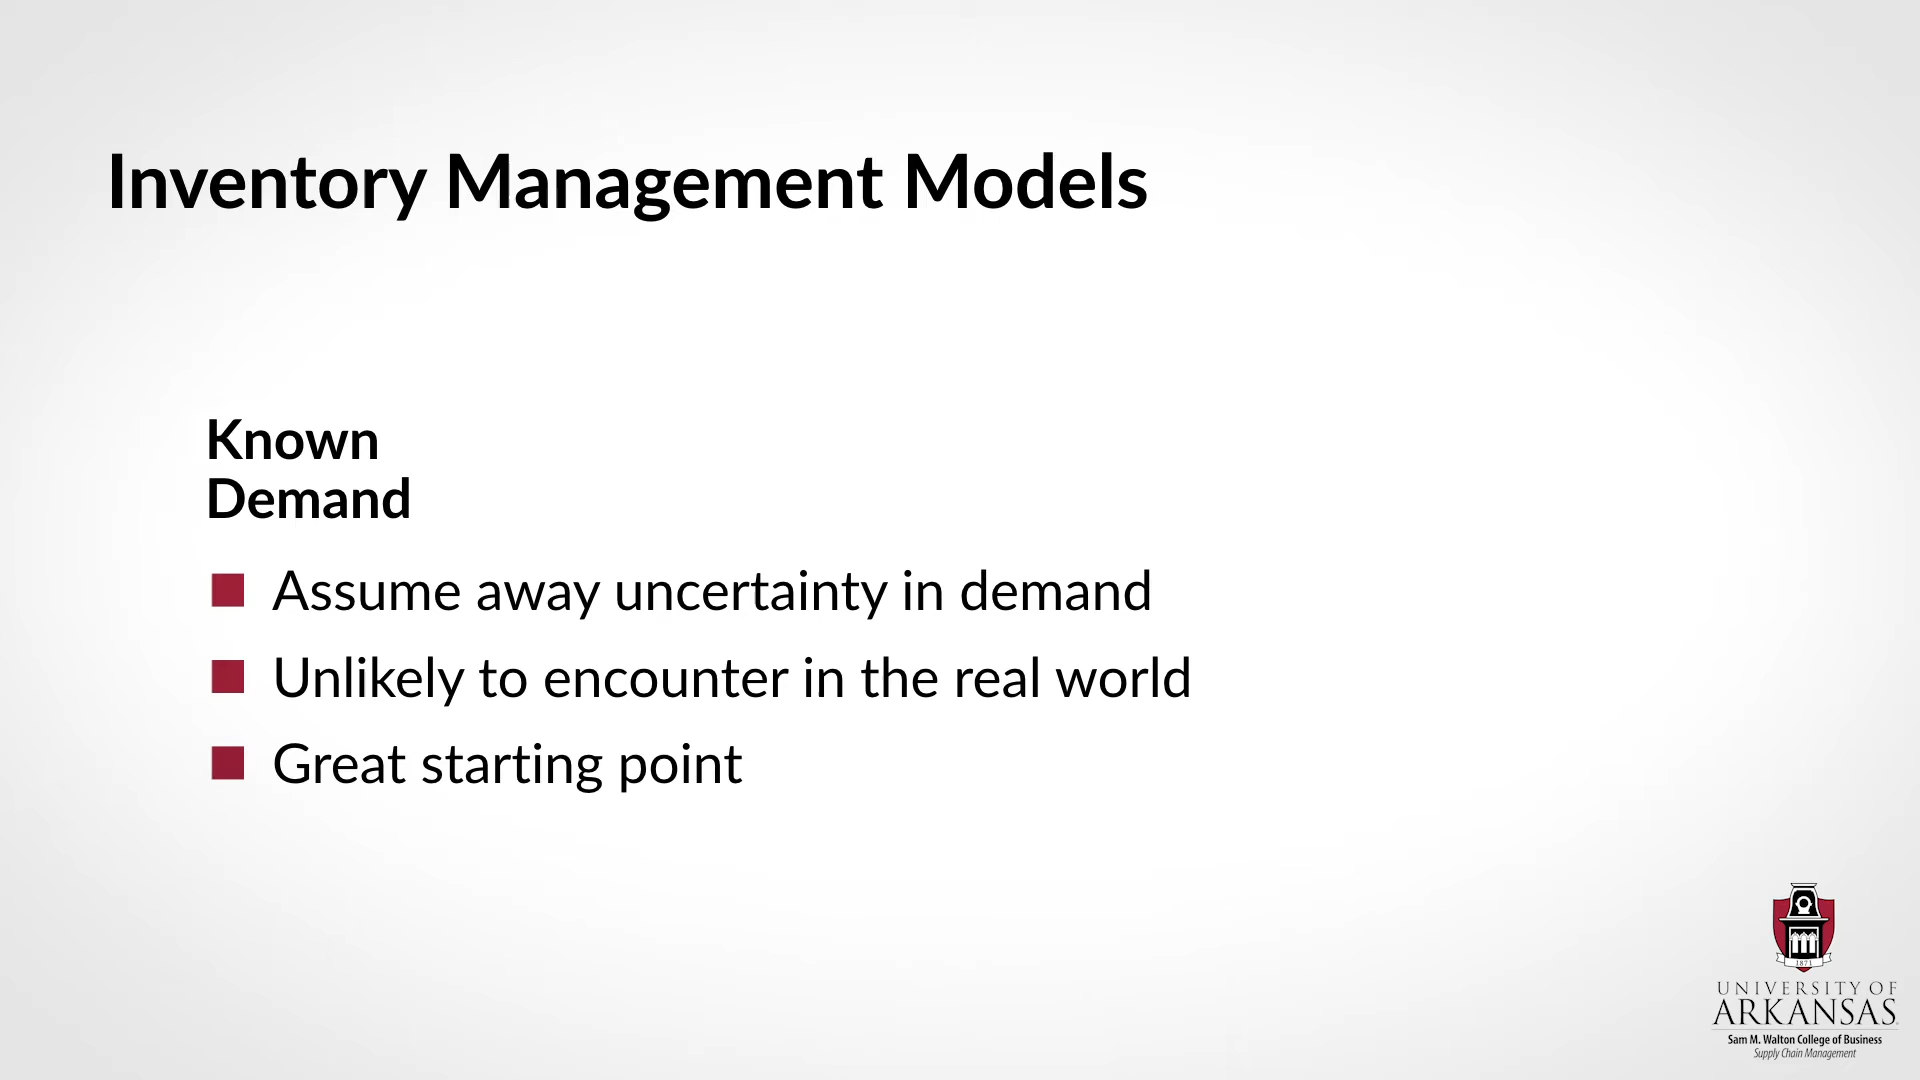 Inventory Management Models
Known
Demand
Assume away uncertainty in demand
Unlikely to encounter in the real world
Great starting point
1871
UNIVERSITY OF
ARKANSAS
Sam M. Walton College of Business
Supply Chain Management